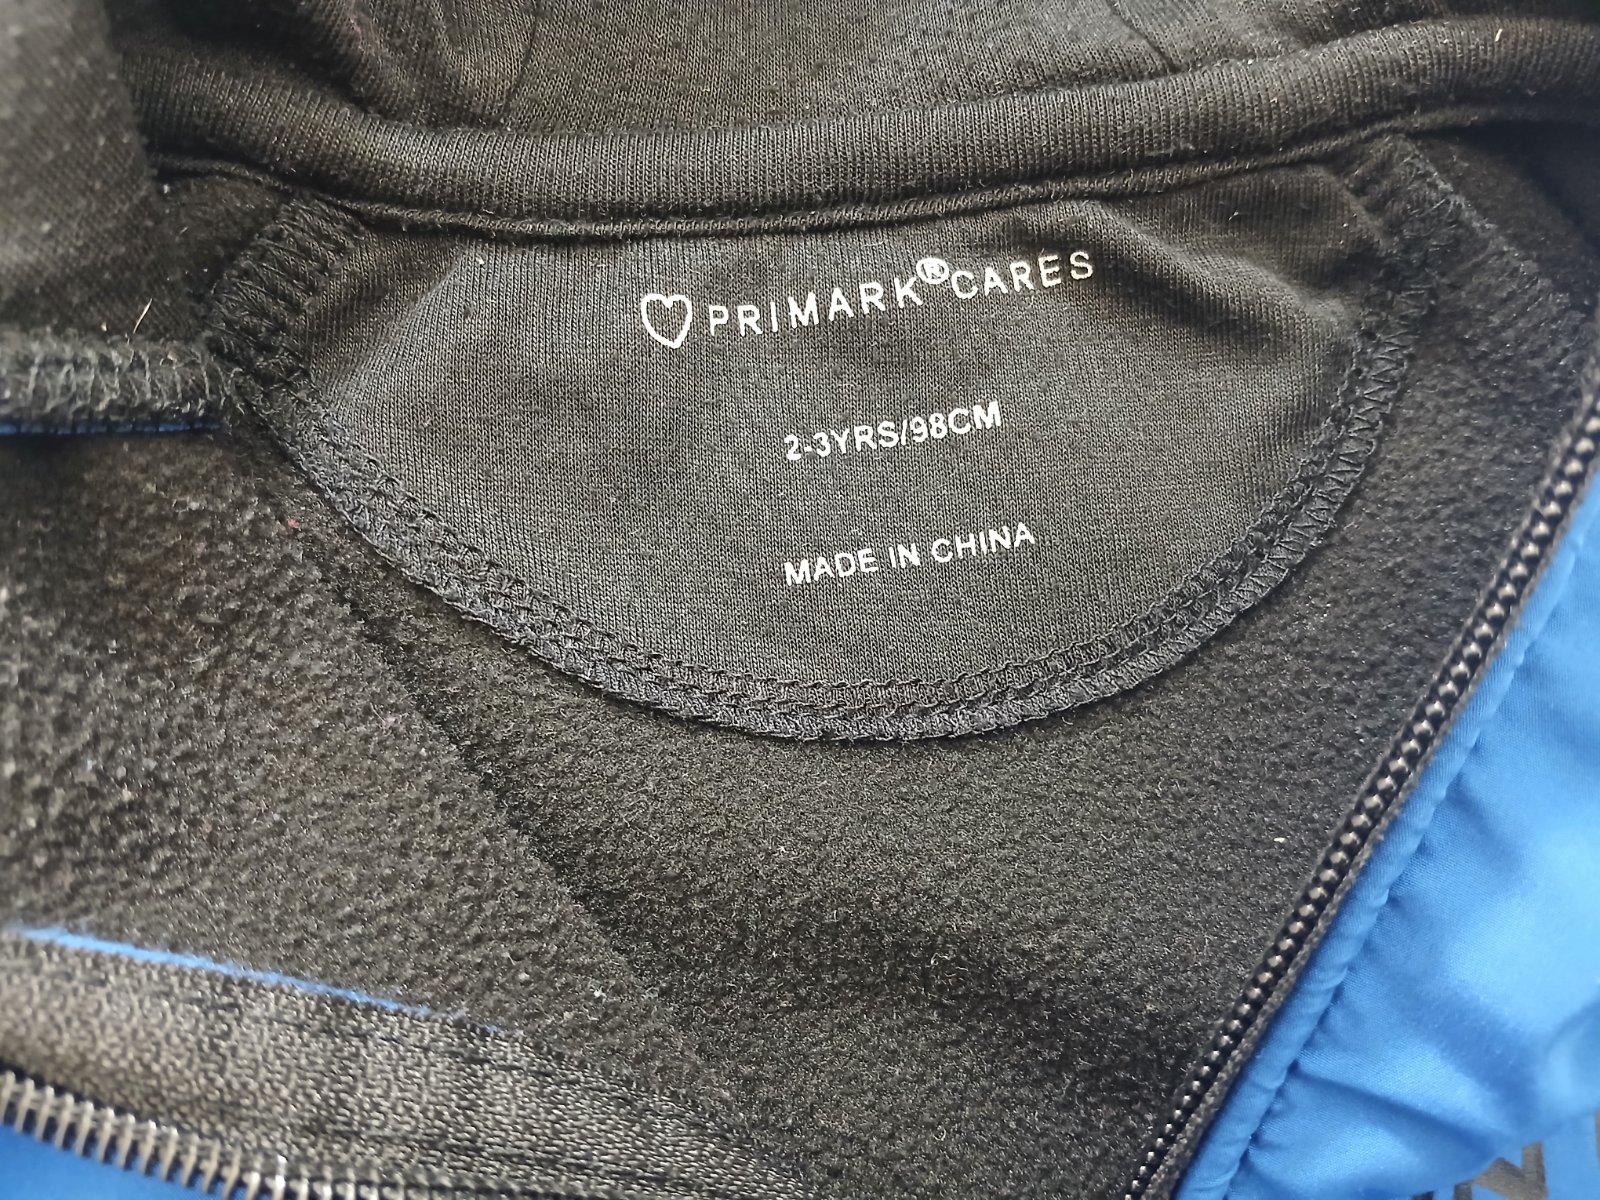 ♡ PRIMARK® CARES
2-3YRS/98CM
MADE IN CHINA